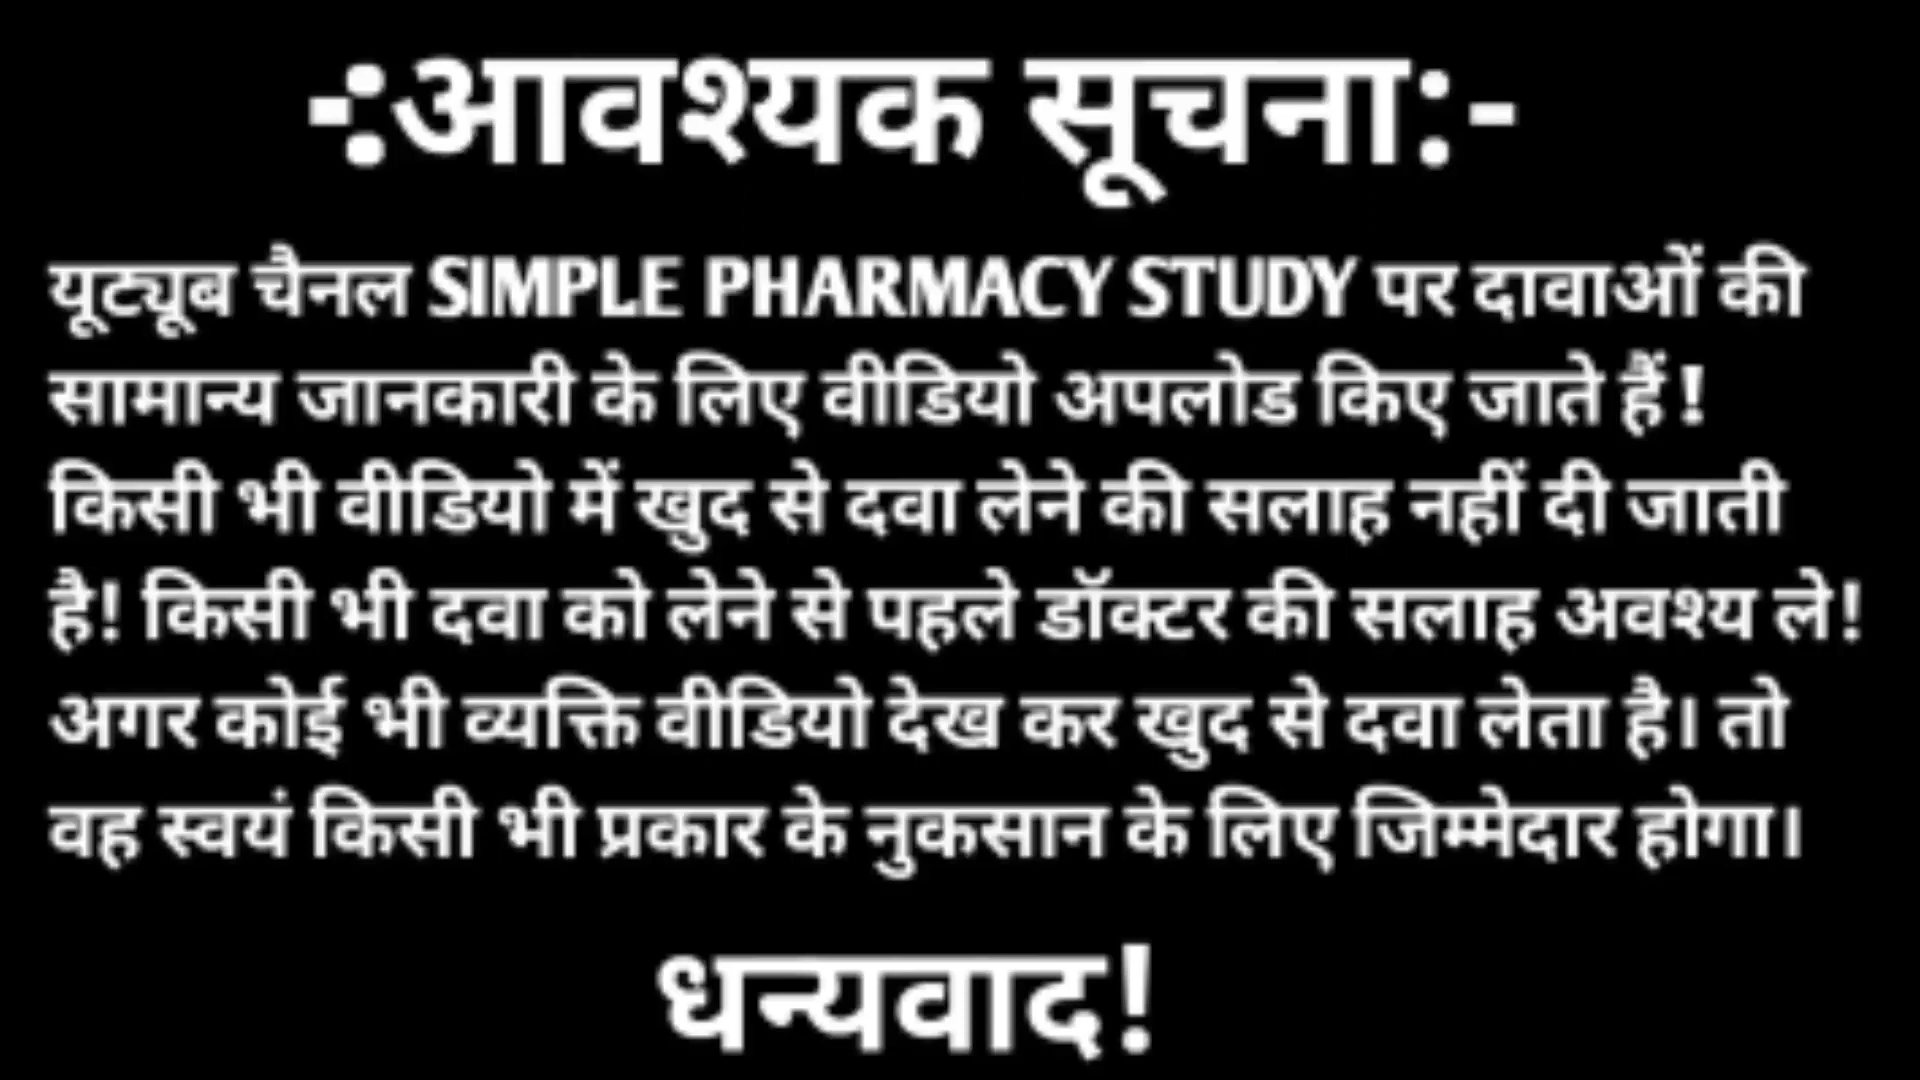 -:आवश्यक सूचना:-
यूट्यूब चैनल SIMPLE PHARMACY STUDY पर दावाओं की
सामान्य जानकारी के लिए वीडियो अपलोड किए जाते हैं !
किसी भी वीडियो में खुद से दवा लेने की सलाह नहीं दी जाती
है! किसी भी दवा को लेने से पहले डॉक्टर की सलाह अवश्य ले!
अगर कोई भी व्यक्ति वीडियो देख कर खुद से दवा लेता है। तो
वह स्वयं किसी भी प्रकार के नुकसान के लिए जिम्मेदार होगा।
धन्यवाद!